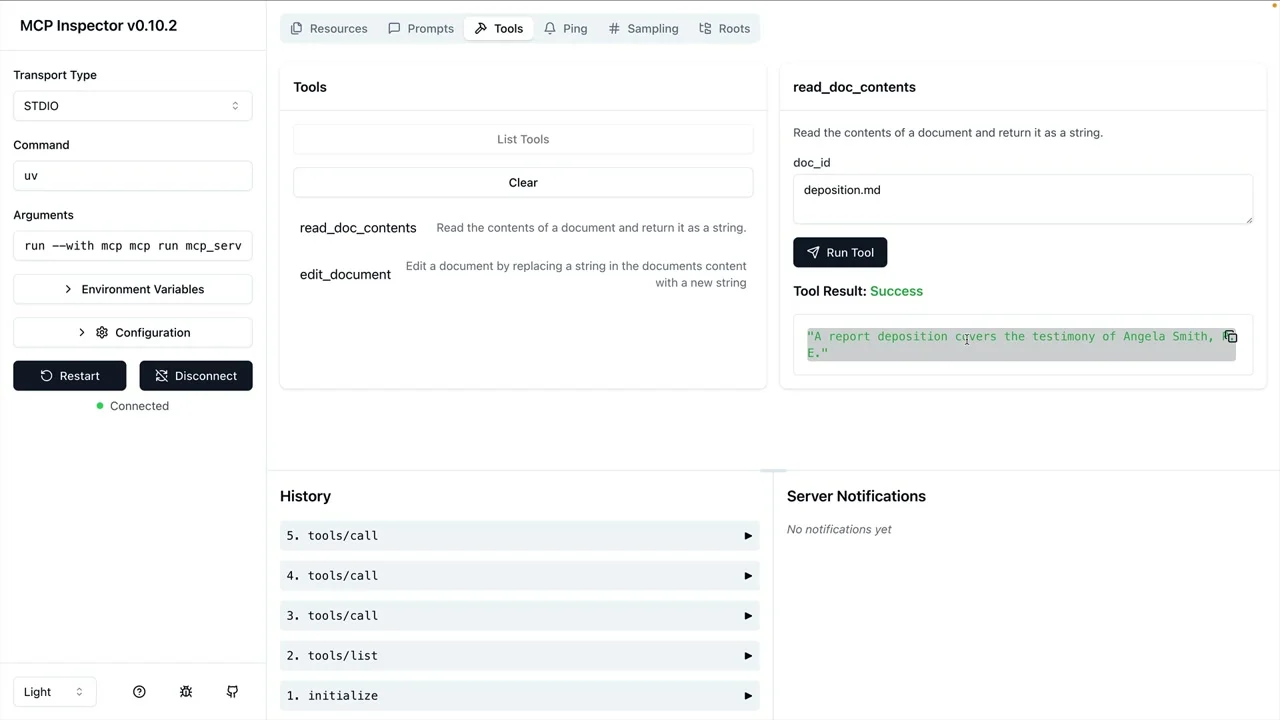 MCP Inspector v0.10.2
Transport Type
STDIO
Command
uv
Arguments
run --with mcp mcp run mcp_serv
Environment Variables
Configuration
Restart
Disconnect
Connected
Light
Resources
Prompts
Tools
Ping
Sampling
Roots
Tools
List Tools
Clear
read_doc_contents
Read the contents of a document and return it as a string.
edit_document
Edit a document by replacing a string in the documents content
with a new string
read_doc_contents
Read the contents of a document and return it as a string.
doc_id
deposition.md
Run Tool
Tool Result: Success
"A report deposition covers the testimony of Angela Smith,
E."
History
5. tools/call
4. tools/call
3. tools/call
2. tools/list
1. initialize
Server Notifications
No notifications yet